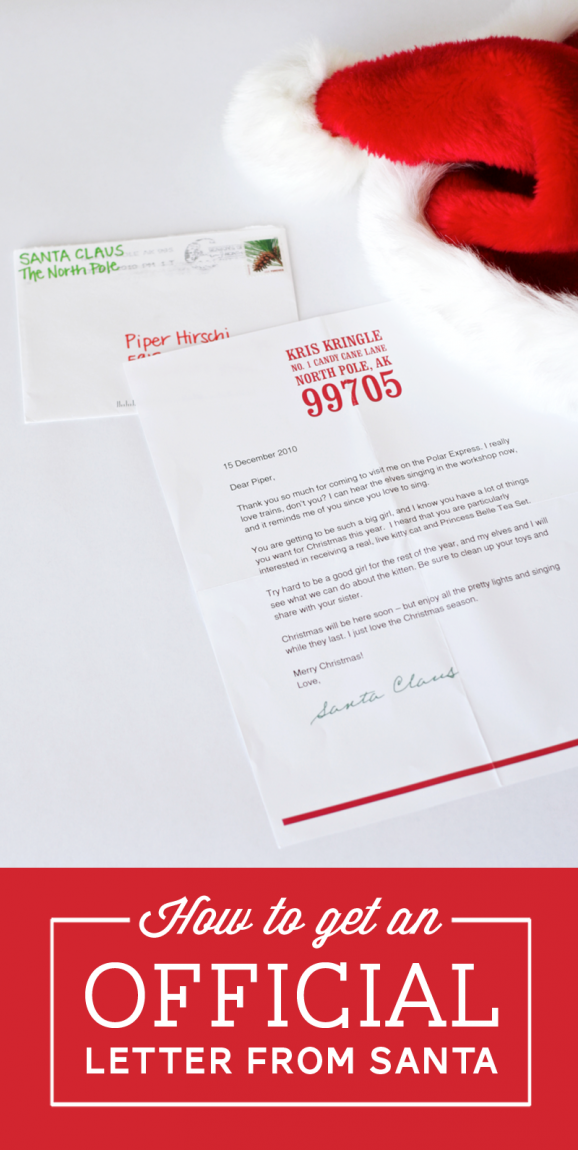 SANTA CLAUS
The North Pole
Piper Hirschi
KRIS KRINGLE
NO. 1 CANDY CANE LANE
NORTH POLE, AK
99705
15 December 2010
Dear Piper,
Thank you so much for coming to visit me on the Polar Express. I really
love trains, don't you? I can hear the elves singing in the workshop now,
and it reminds me of you since you love to sing.
You are getting to be such a big girl, and I know you have a lot of things
you want for Christmas this year. I heard that you are particularly
interested in receiving a real, live kitty cat and Princess Belle Tea Set.
Try hard to be a good girl for the rest of the year, and my elves and I will
see what we can do about the kitten. Be sure to clean up your toys and
share with your sister.
Christmas will be here soon – but enjoy all the pretty lights and singing
while they last. I just love the Christmas season.
Merry Christmas!
Love,
Santa Claus
How to get an
OFFICIAL
LETTER FROM SANTA